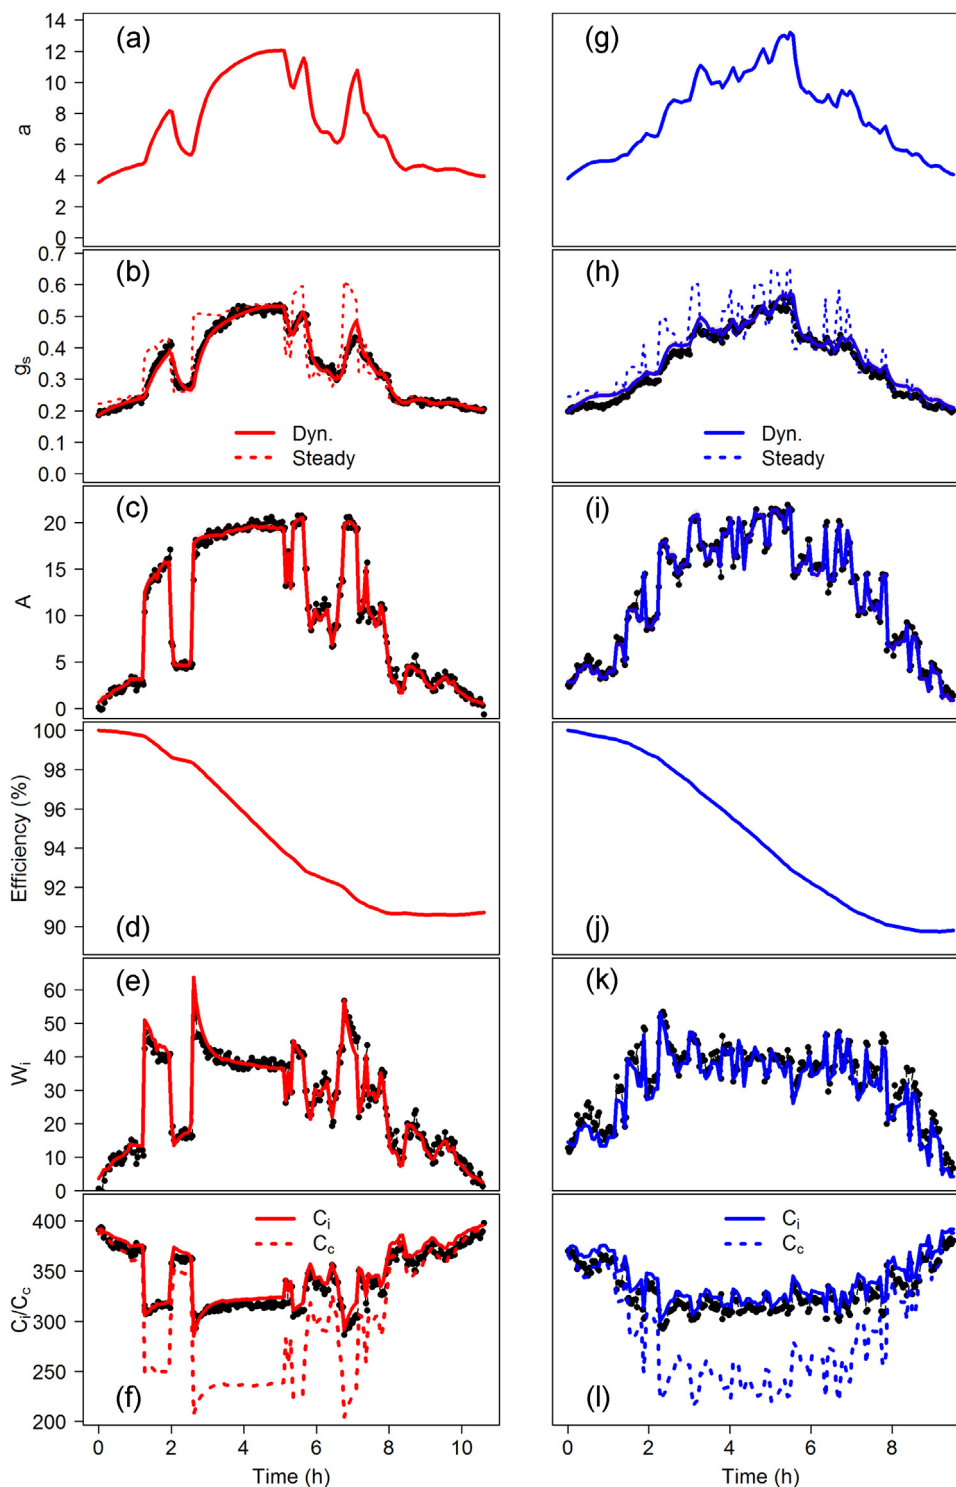 (a)
a
14
12
10
8
6
4
2
0
(g)
(b)
gs
0.7
0.6
0.5
0.4
0.3
0.2
0.1
0.0
Dyn.
Steady
(h)
Dyn.
Steady
(c)
A
20
15
10
5
0
(i)
Efficiency (%)
100
98
96
94
92
90
(d)
(j)
(e)
Wi
60
50
40
30
20
10
0
(k)
Ci/Cc
400
350
300
250
200
Ci
Cc
(f)
Ci
Cc
(l)
0 2 4 6 8 10
Time (h)
0 2 4 6 8
Time (h)